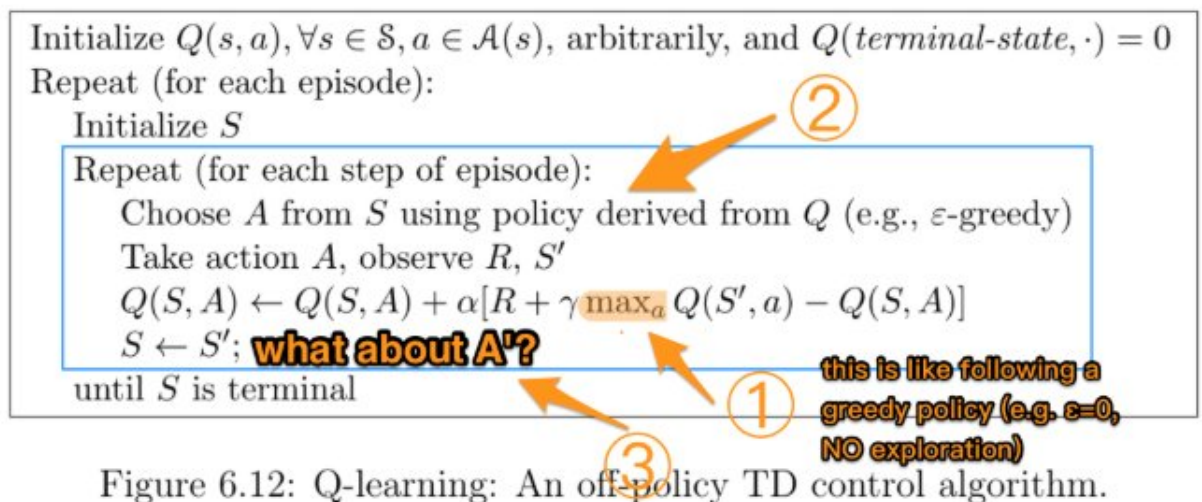 Initialize Q(s, a), ∀s ∈ 𝒮, a ∈ 𝒜(s), arbitrarily, and Q(terminal-state, ·) = 0
Repeat (for each episode):
Initialize S
②
Repeat (for each step of episode):
Choose A from S using policy derived from Q (e.g., ε-greedy)
Take action A, observe R, S′
Q(S, A) ← Q(S, A) + α[R + γ maxₐ Q(S′, a) − Q(S, A)]
S ← S′; what about A'?
until S is terminal
①
this is like following a
greedy policy (e.g. ε=0,
NO exploration)
③
Figure 6.12: Q-learning: An off-policy TD control algorithm.